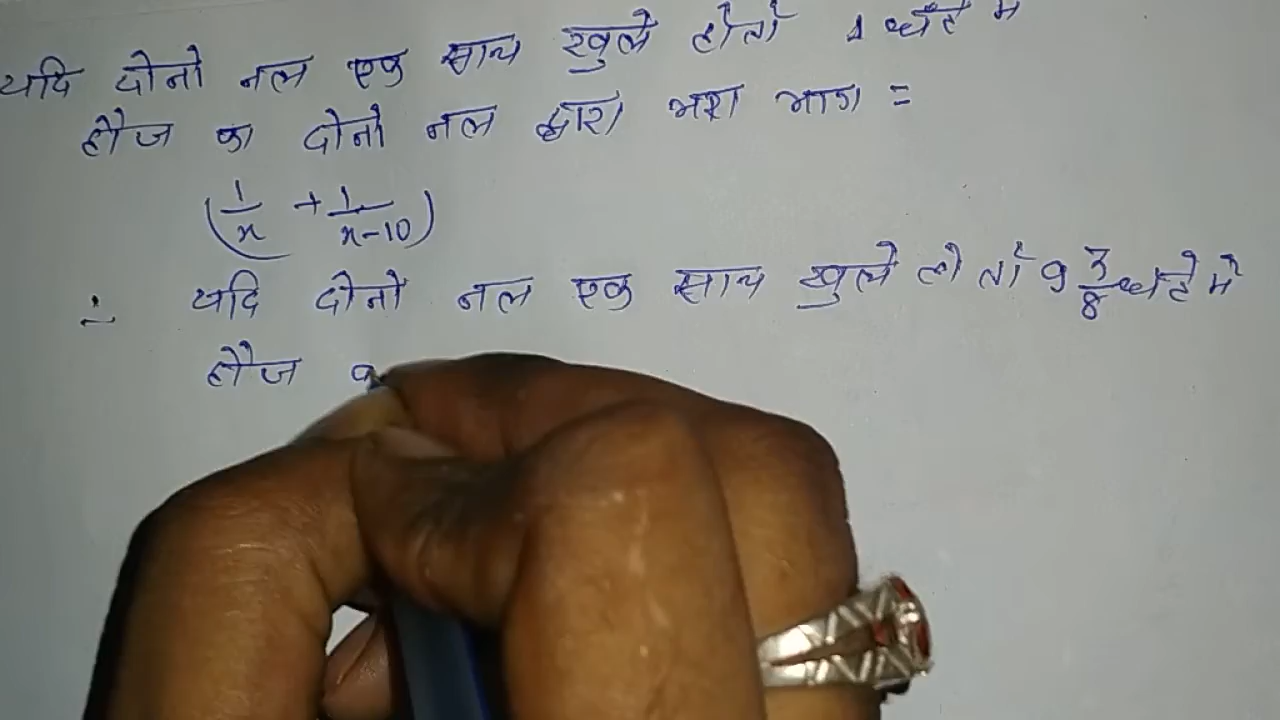 यदि दोनो नल एक साथ खुले हो तो 1 घंटे मे
हौज का दोनो नल द्वारा भरा भाग =
(1/x + 1/x-10)
∴ यदि दोनो नल एक साथ खुले हो तो 9 3/8 घंटे मे
हौज